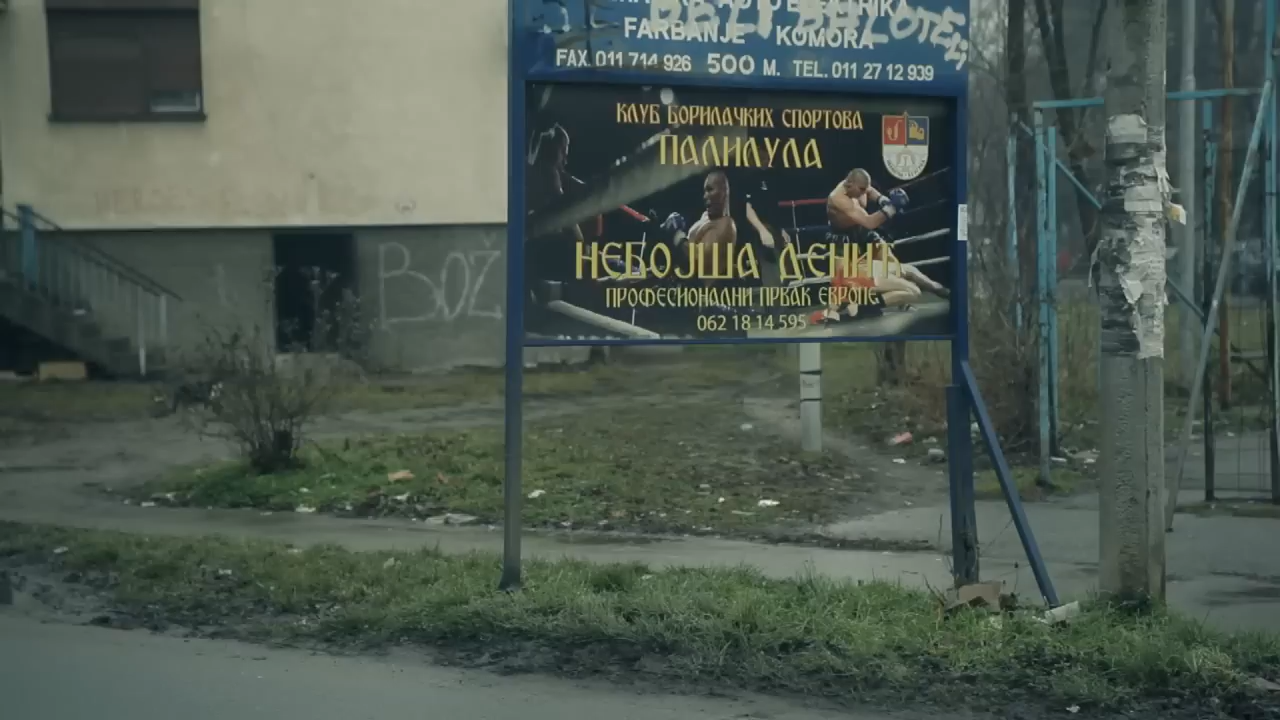 FARBANJE KOMORA
FAX. 011 714 926 500 M. TEL. 011 27 12 939
КЛУБ БОРИЛАЧКИХ СПОРТОВА
ПАЛИЛУЛА
НЕБОЈША ДЕНИЋ
ПРОФЕСИОНАЛНИ ПРВАК ЕВРОПЕ
062 18 14 595
BOŽ